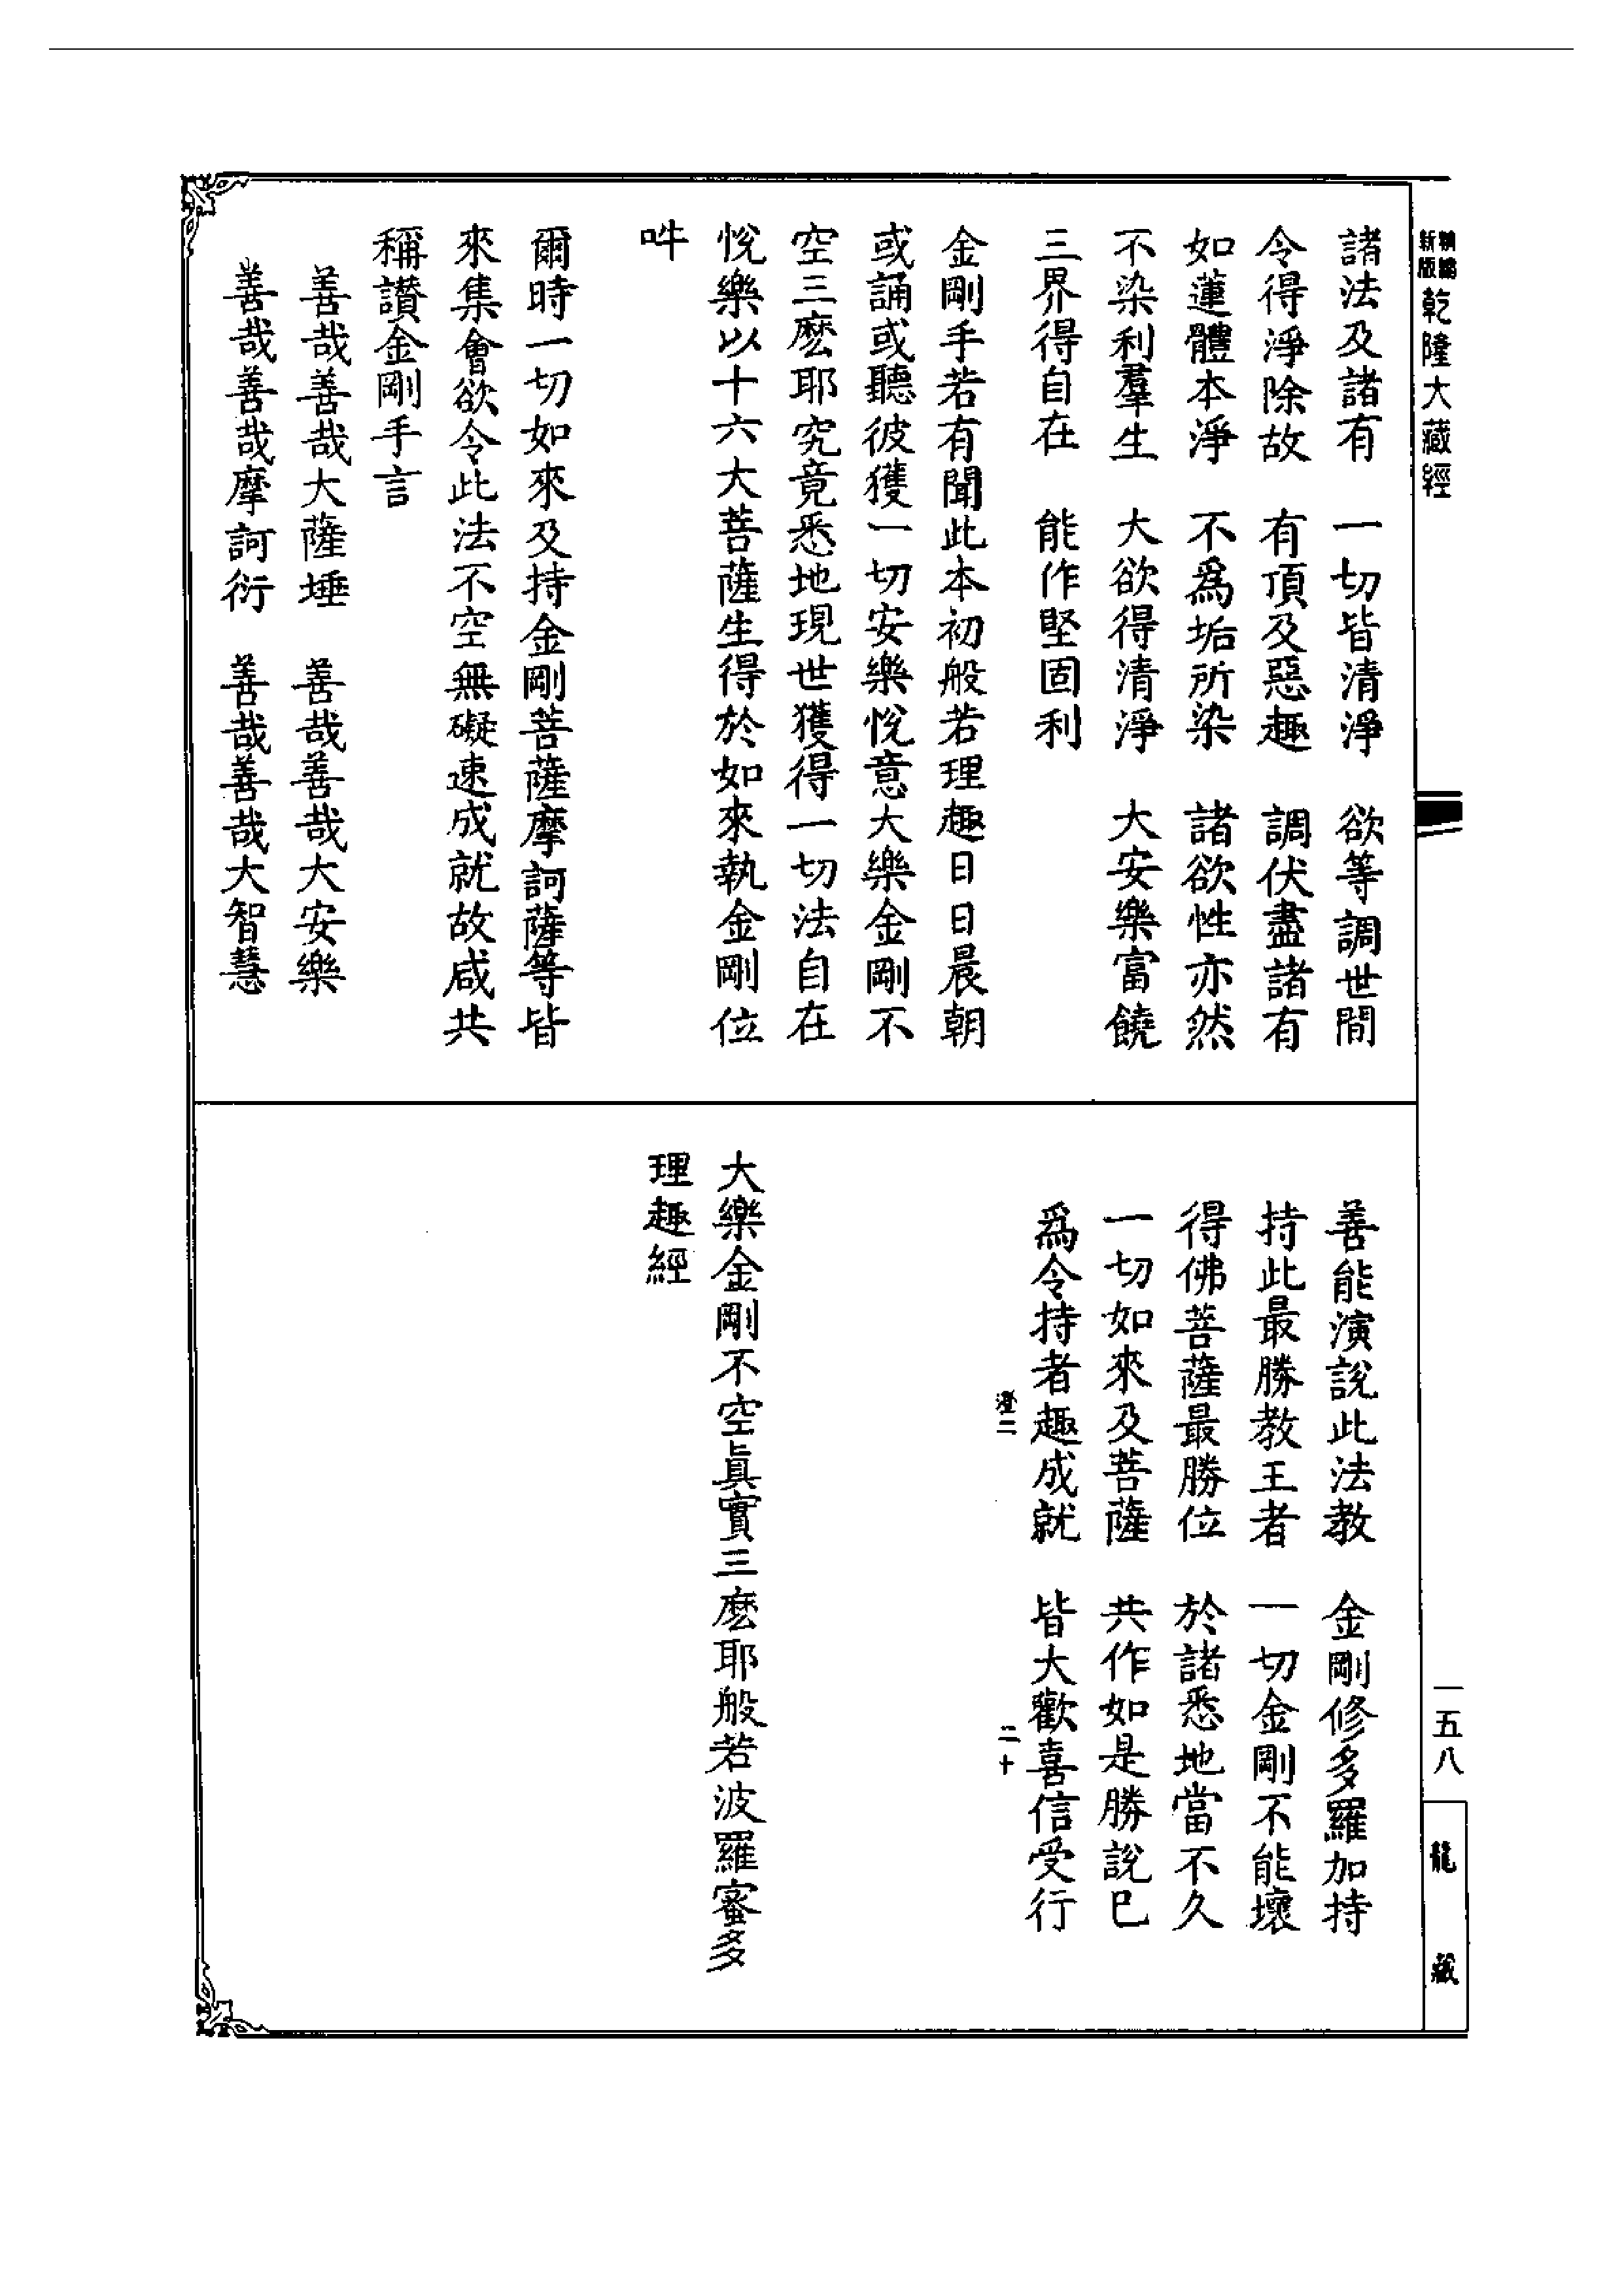 新編
新版
乾隆大藏經
諸法及諸有　一切皆清淨　欲等調世間
令得淨除故　有頂及惡趣　調伏盡諸有
如蓮體本淨　不為垢所染　諸欲性亦然
不染利羣生　大欲得清淨　大安樂富饒
三界得自在　能作堅固利
金剛手若有聞此本初般若理趣日日晨朝
或誦或聽彼獲一切安樂悅意大樂金剛不
空三麼耶究竟悉地現世獲得一切法自在
悅樂以十六大菩薩生得於如來執金剛位
吽
爾時一切如來及持金剛菩薩摩訶薩等皆
來集會欲令此法不空無礙速成就故咸共
稱讚金剛手言
善哉善哉大薩埵　善哉善哉大安樂
善哉善哉摩訶衍　善哉善哉大智慧
善能演說此法教　金剛修多羅加持
持此最勝教王者　一切金剛不能壞
得佛菩薩最勝位　於諸悉地當不久
一切如來及菩薩　共作如是勝說已
為令持者趣成就　皆大歡喜信受行
二十
大樂金剛不空眞實三麼耶般若波羅蜜多
理趣經
一五八
龍藏